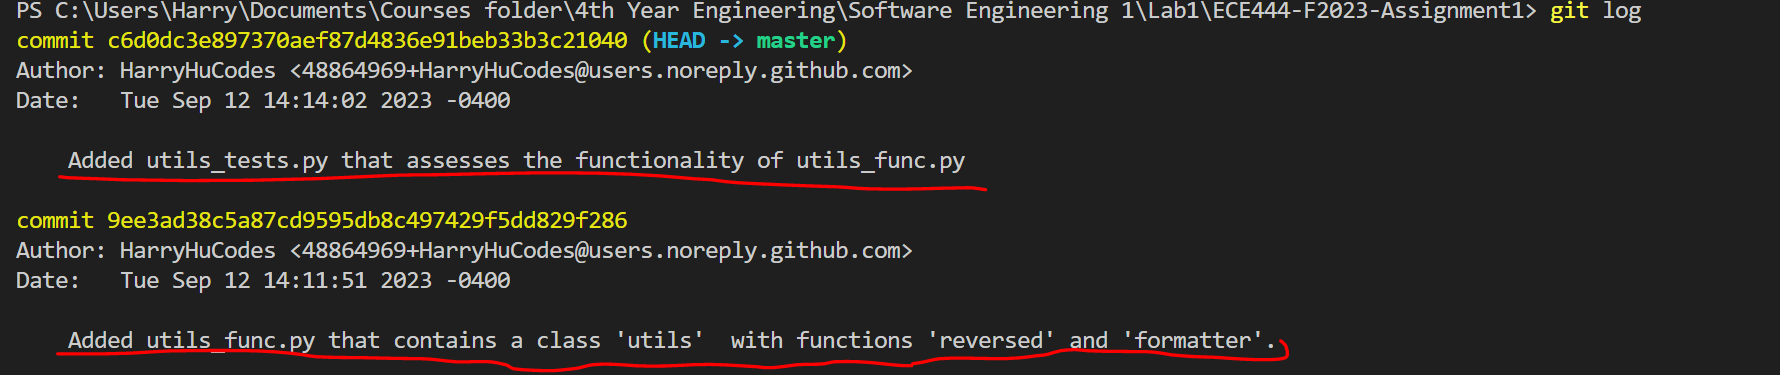 PS C:\Users\Harry\Documents\Courses folder\4th Year Engineering\Software Engineering 1\Lab1\ECE444-F2023-Assignment1> git log
commit c6d0dc3e897370aef87d4836e91beb33b3c21040 (HEAD -> master)
Author: HarryHuCodes <48864969+HarryHuCodes@users.noreply.github.com>
Date:   Tue Sep 12 14:14:02 2023 -0400
    Added utils_tests.py that assesses the functionality of utils_func.py
commit 9ee3ad38c5a87cd9595db8c497429f5dd829f286
Author: HarryHuCodes <48864969+HarryHuCodes@users.noreply.github.com>
Date:   Tue Sep 12 14:11:51 2023 -0400
    Added utils_func.py that contains a class 'utils'  with functions 'reversed' and 'formatter'.